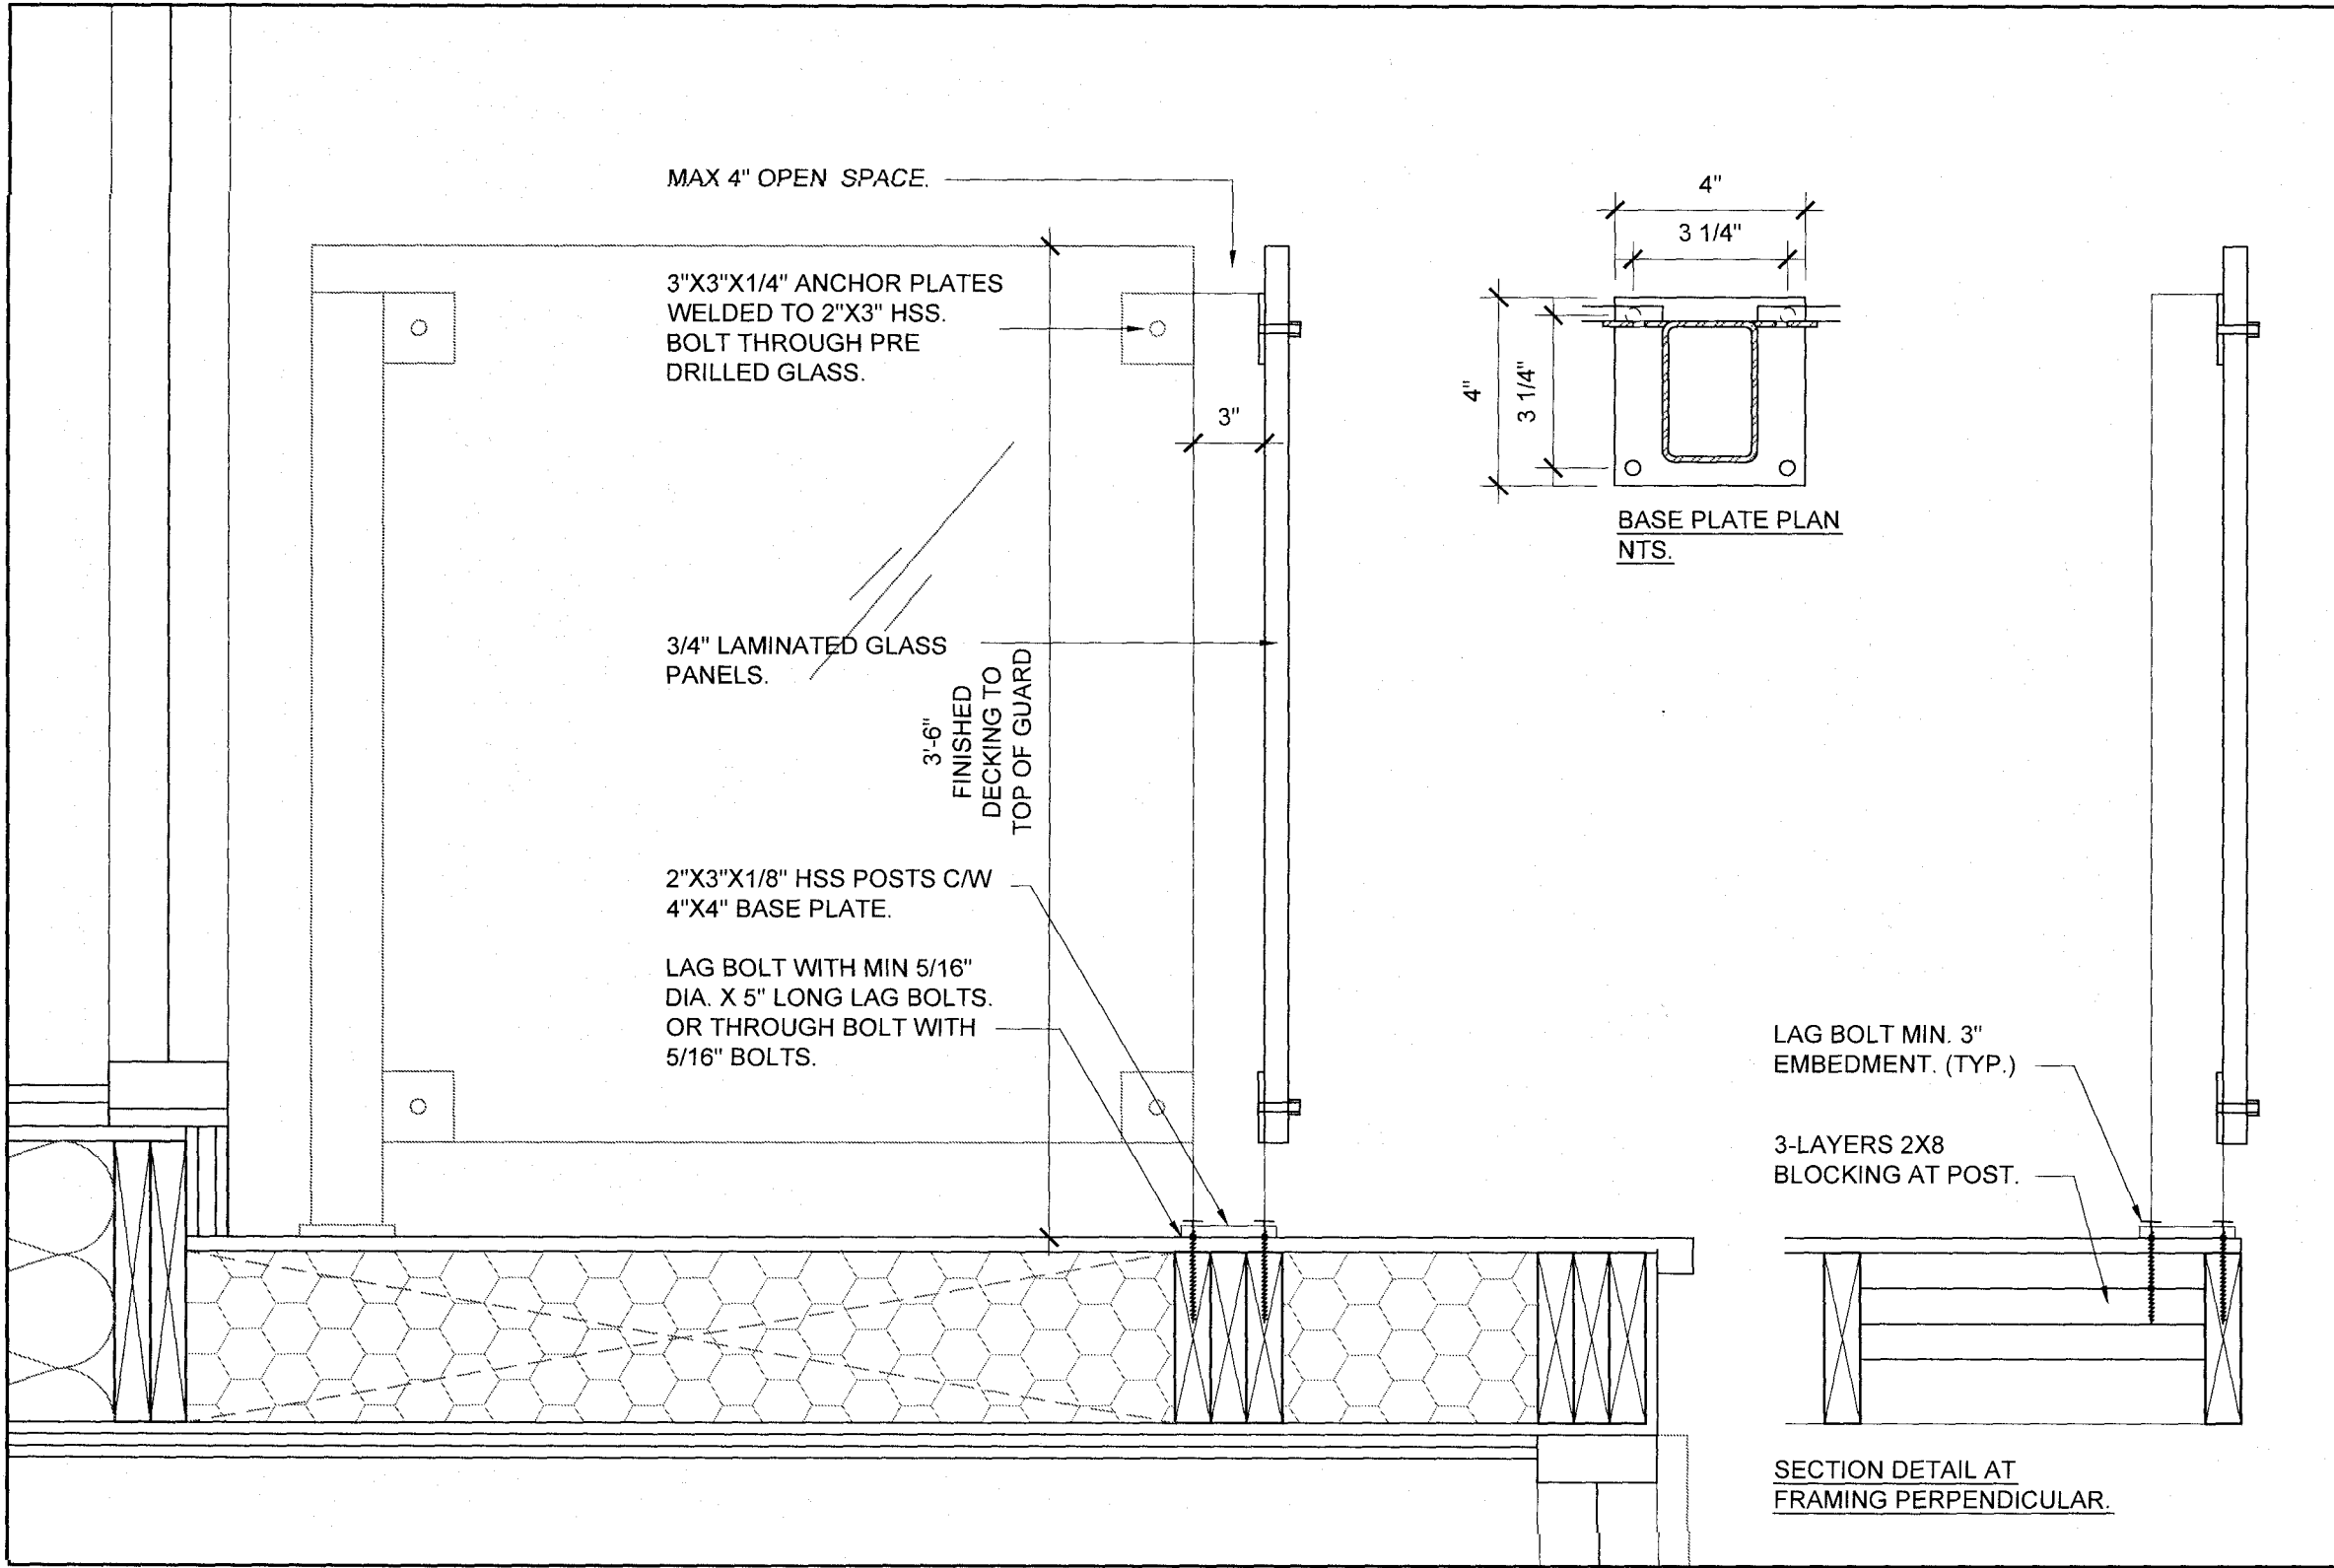 MAX 4" OPEN SPACE.
3"X3"X1/4" ANCHOR PLATES
WELDED TO 2"X3" HSS.
BOLT THROUGH PRE
DRILLED GLASS.
3"
3/4" LAMINATED GLASS
PANELS.
3'-6"
FINISHED
DECKING TO
TOP OF GUARD
2"X3"X1/8" HSS POSTS C/W
4"X4" BASE PLATE.
LAG BOLT WITH MIN 5/16"
DIA. X 5" LONG LAG BOLTS.
OR THROUGH BOLT WITH
5/16" BOLTS.
4"
3 1/4"
4"
3 1/4"
BASE PLATE PLAN
NTS.
LAG BOLT MIN. 3"
EMBEDMENT. (TYP.)
3-LAYERS 2X8
BLOCKING AT POST.
SECTION DETAIL AT
FRAMING PERPENDICULAR.